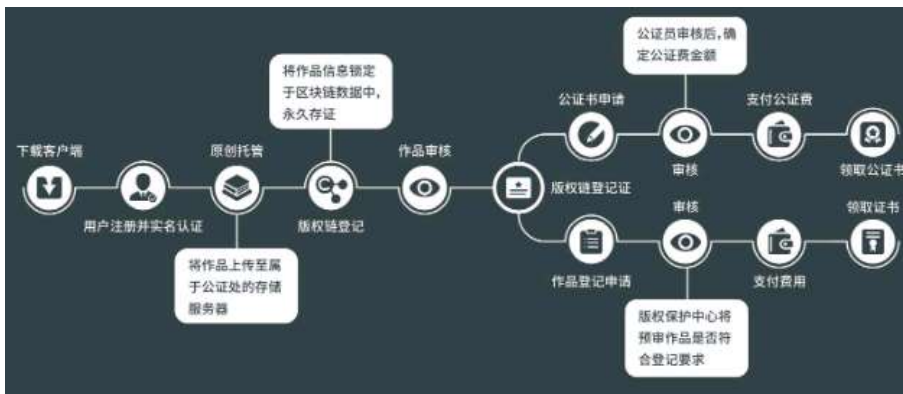 公证员审核后,确
定公证费金额
将作品信息锁定
于区块链数据中,
永久存证
公证书申请
支付公证费
下载客户端
原创托管
作品审核
审核
领取公证书
版权链登记证
用户注册并实名认证
版权链登记
审核
领取证书
将作品上传至属
于公证处的存储
服务器
作品登记申请
支付费用
版权保护中心将
预审作品是否符
合登记要求